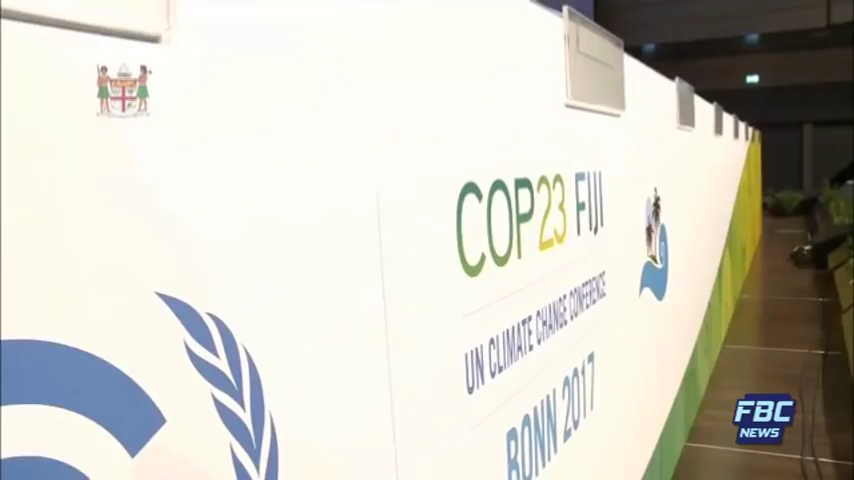 COP23 FIJI
UN CLIMATE CHANGE CONFERENCE
BONN 2017
FBC
NEWS